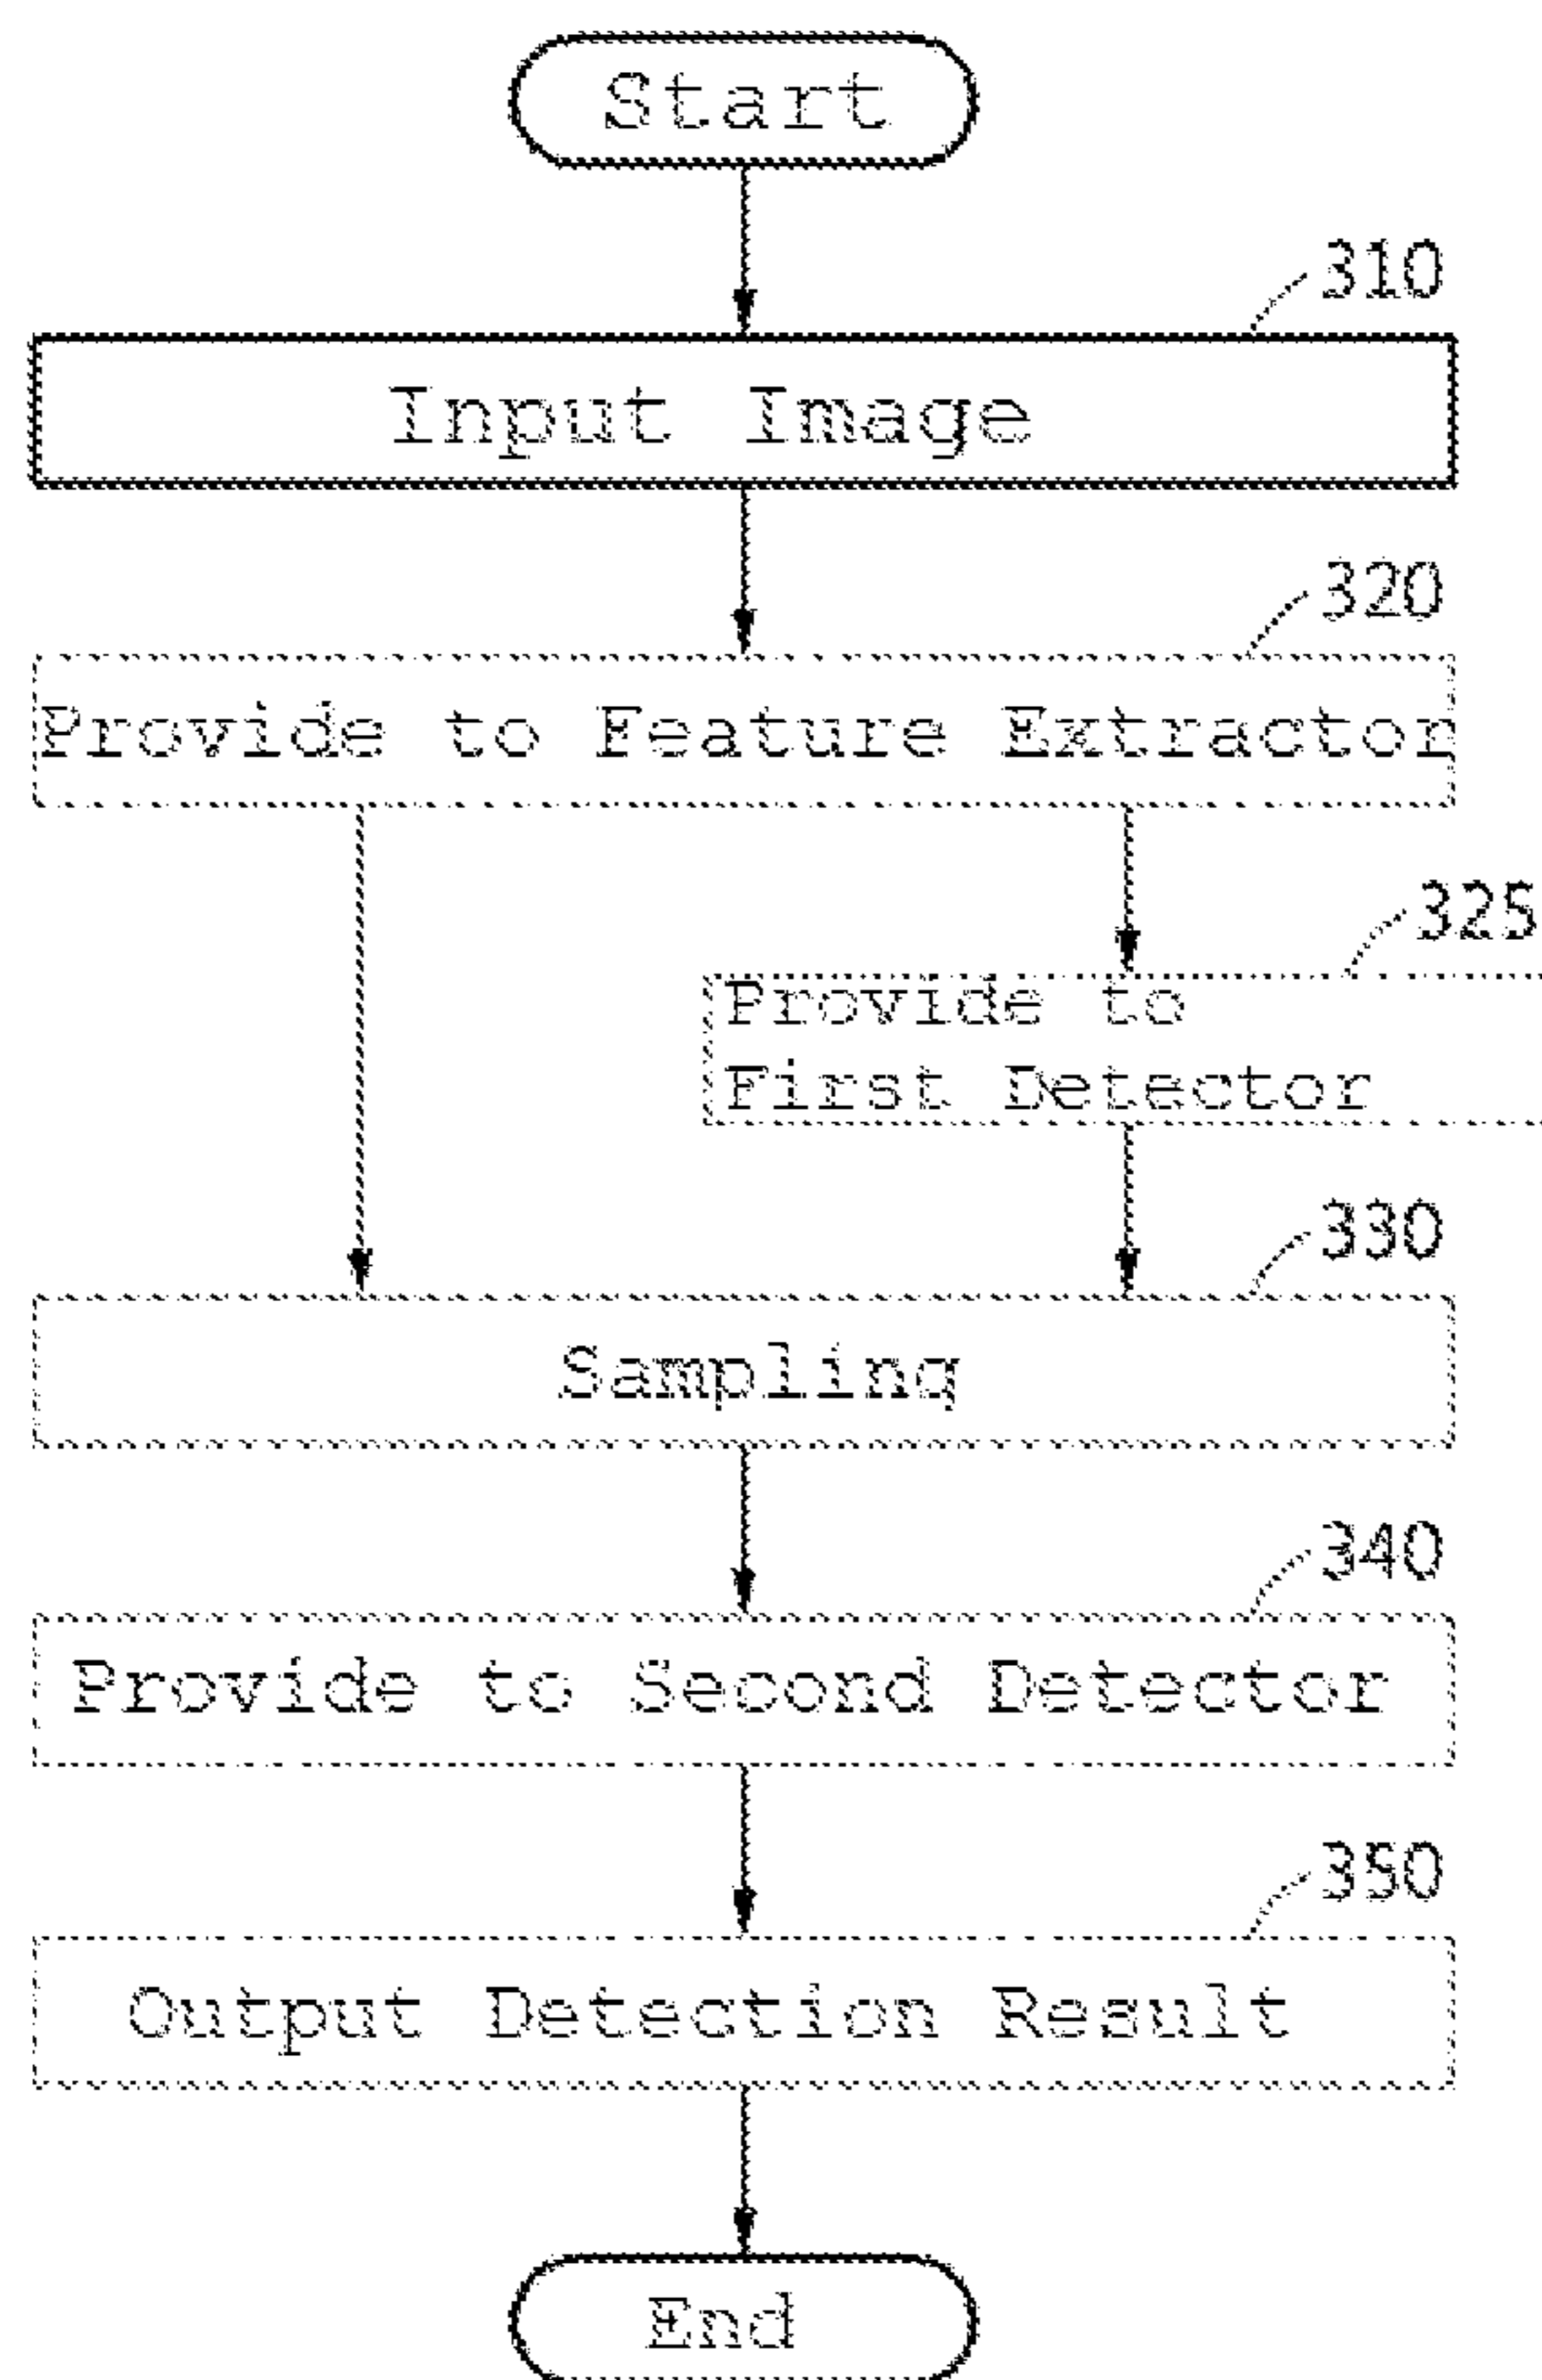 Start
310
Input Image
320
Provide to Feature Extractor
325
Provide to
First Detector
330
Sampling
340
Provide to Second Detector
350
Output Detection Result
End